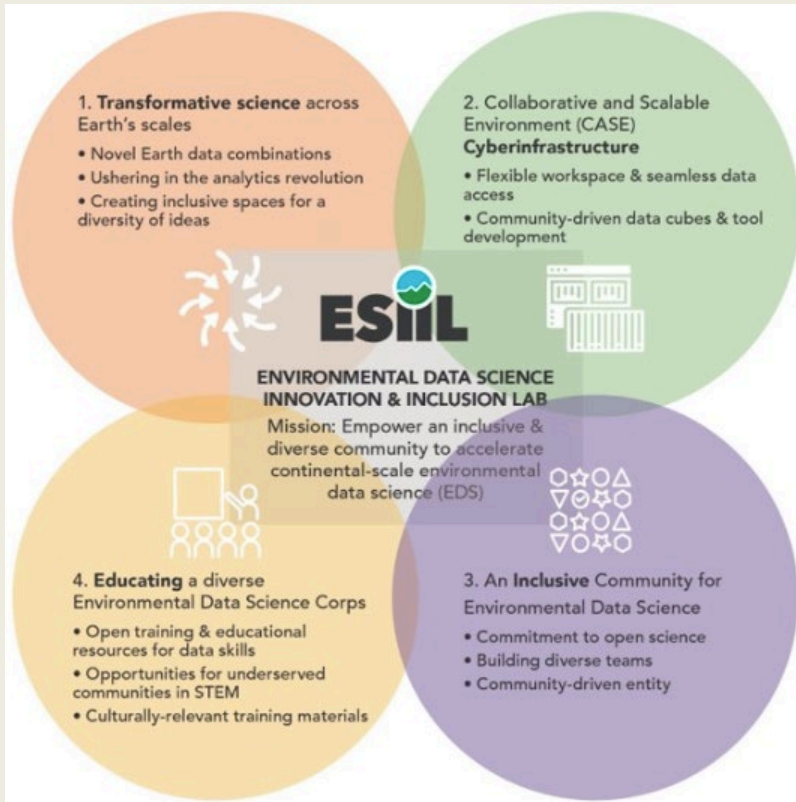 1. Transformative science across
Earth's scales
• Novel Earth data combinations
• Ushering in the analytics revolution
• Creating inclusive spaces for a
diversity of ideas
2. Collaborative and Scalable
Environment (CASE)
Cyberinfrastructure
• Flexible workspace & seamless data
access
• Community-driven data cubes & tool
development
ESIIL
ENVIRONMENTAL DATA SCIENCE
INNOVATION & INCLUSION LAB
Mission: Empower an inclusive &
diverse community to accelerate
continental-scale environmental
data science (EDS)
4. Educating a diverse
Environmental Data Science Corps
• Open training & educational
resources for data skills
• Opportunities for underserved
communities in STEM
• Culturally-relevant training materials
3. An Inclusive Community for
Environmental Data Science
• Commitment to open science
• Building diverse teams
• Community-driven entity